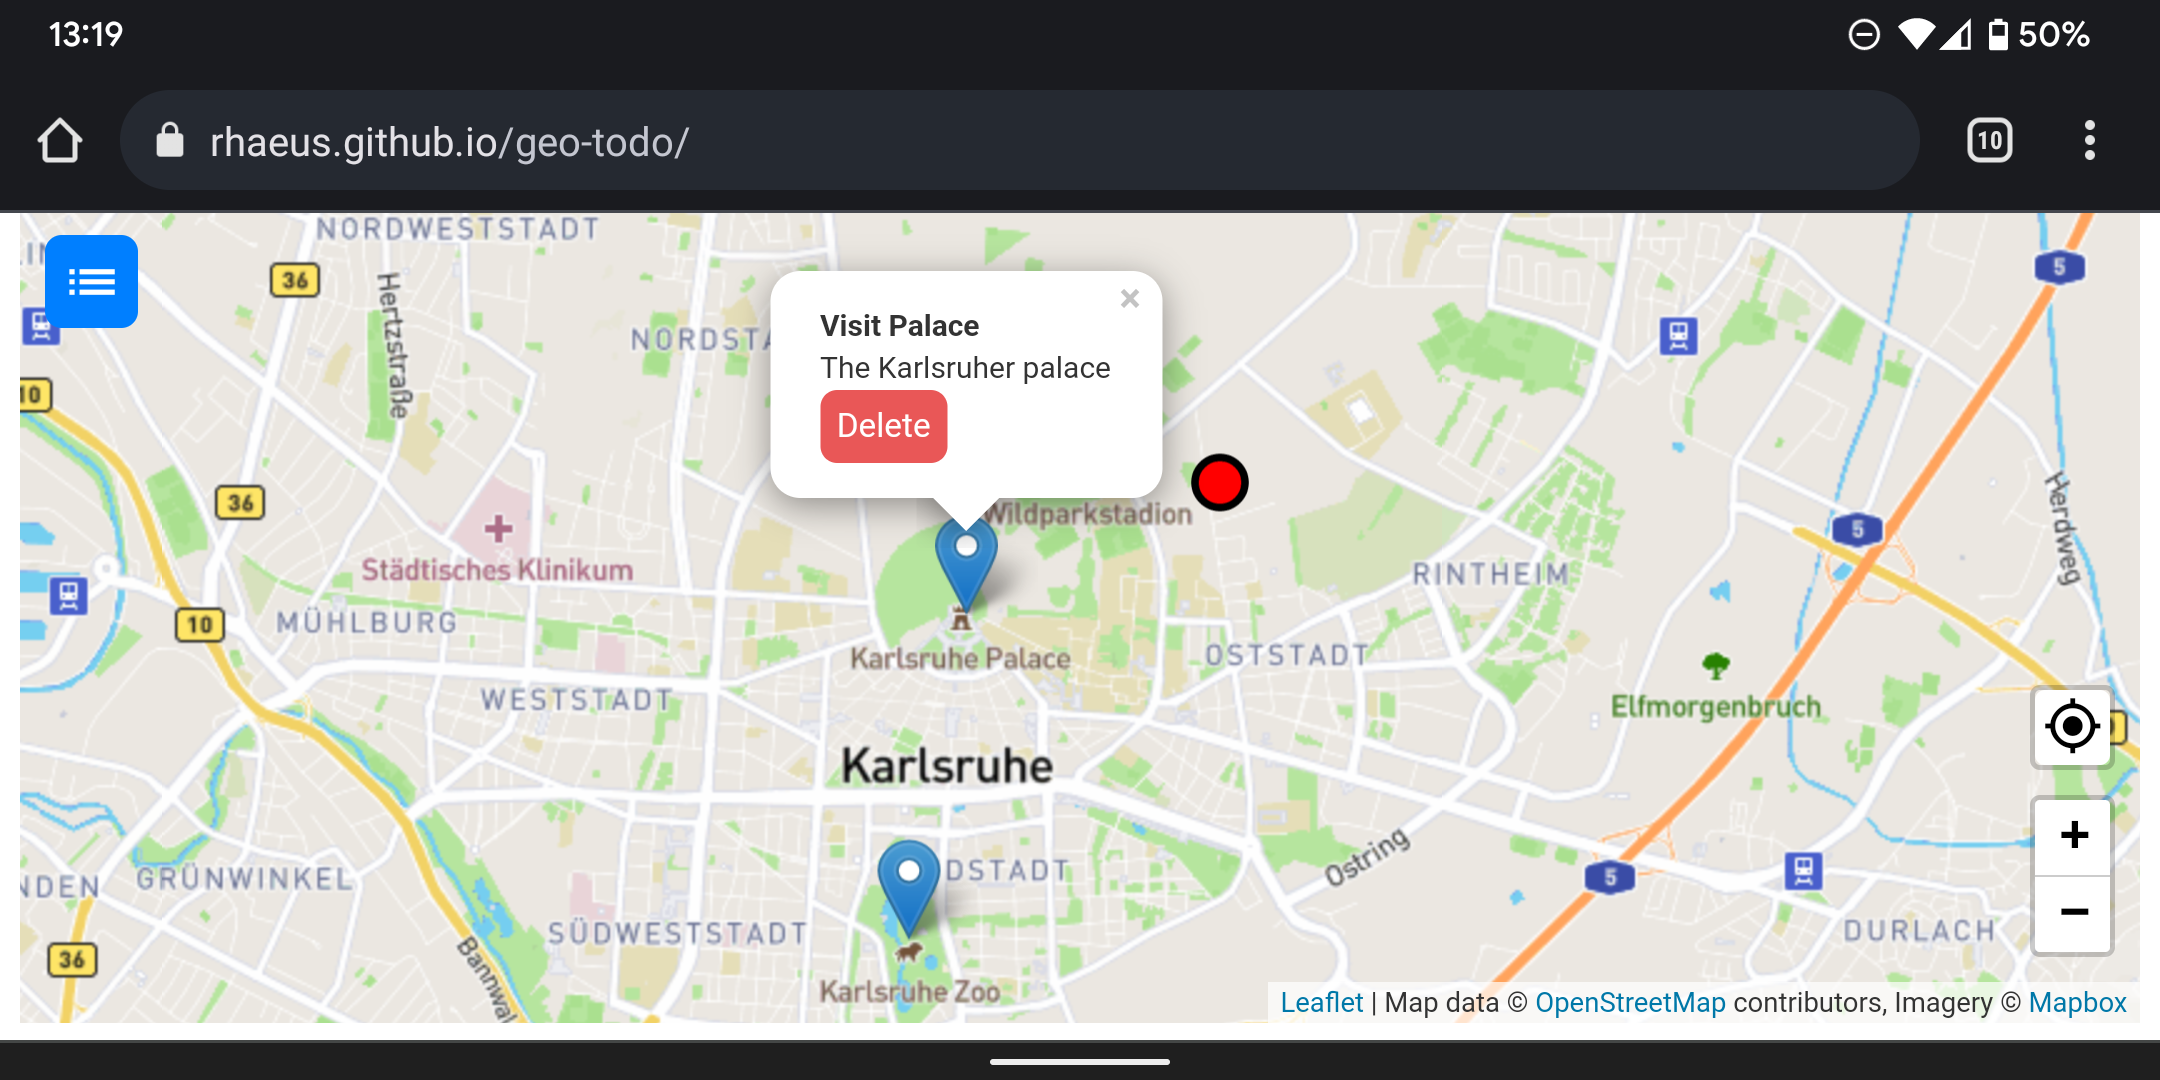 13:19
50%
rhaeus.github.io/geo-todo/
10
NORDWESTSTADT
36
Hertzstraße
5
×
Visit Palace
NORDSTA
The Karlsruher palace
10
Delete
36
Wildparkstadion
Herdweg
5
Städtisches Klinikum
RINTHEIM
MÜHLBURG
10
Karlsruhe Palace
OSTSTADT
WESTSTADT
Elfmorgenbruch
Karlsruhe
+
Ostring
NDEN
GRÜNWINKEL
DSTADT
5
−
SÜDWESTSTADT
DURLACH
36
Bannwal
Karlsruhe Zoo
Leaflet | Map data © OpenStreetMap contributors, Imagery © Mapbox